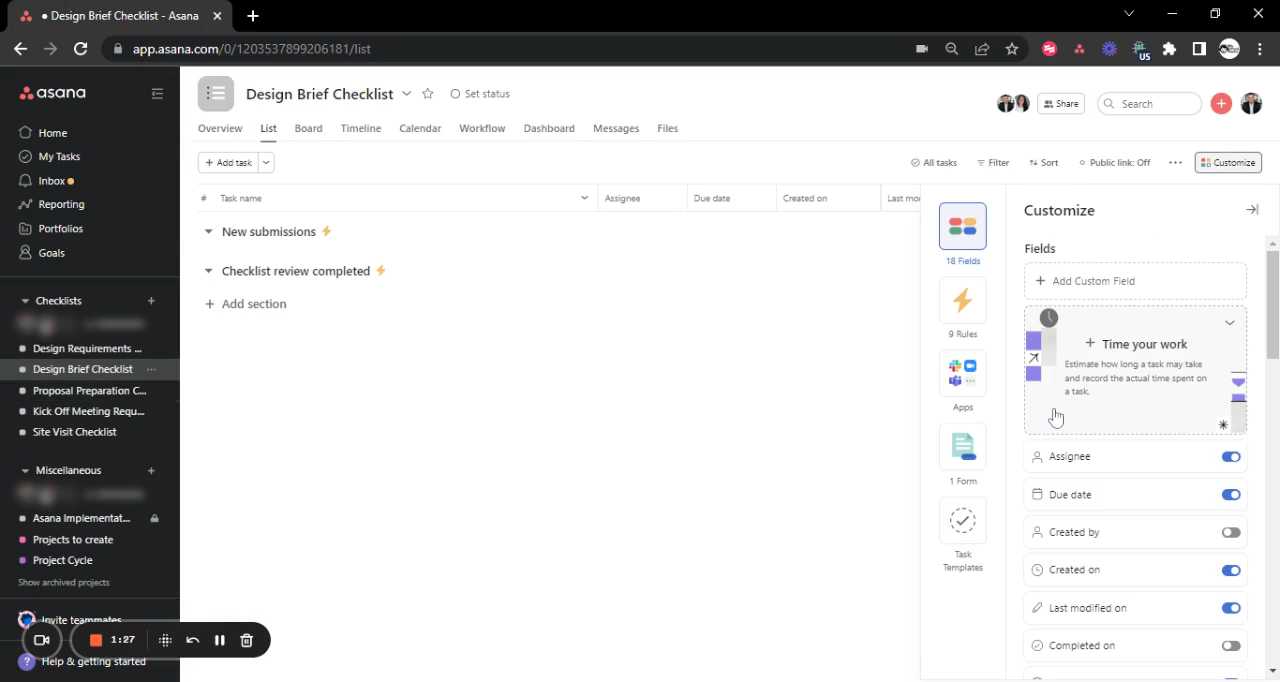 • Design Brief Checklist - Asana
app.asana.com/0/1203537899206181/list
US
asana
Home
My Tasks
Inbox
Reporting
Portfolios
Goals
Checklists
Design Requirements ...
Design Brief Checklist
Proposal Preparation C...
Kick Off Meeting Requ...
Site Visit Checklist
Miscellaneous
Asana Implementat...
Projects to create
Project Cycle
Show archived projects
Invite teammates
1:27
Help & getting started
Design Brief Checklist
Set status
Share
Search
Overview
List
Board
Timeline
Calendar
Workflow
Dashboard
Messages
Files
+ Add task
All tasks
Filter
Sort
Public link: Off
Customize
#
Task name
Assignee
Due date
Created on
Last mo
New submissions
Checklist review completed
+ Add section
18 Fields
9 Rules
Apps
1 Form
Task
Templates
Customize
Fields
+ Add Custom Field
+ Time your work
Estimate how long a task may take
and record the actual time spent on
a task.
Assignee
Due date
Created by
Created on
Last modified on
Completed on